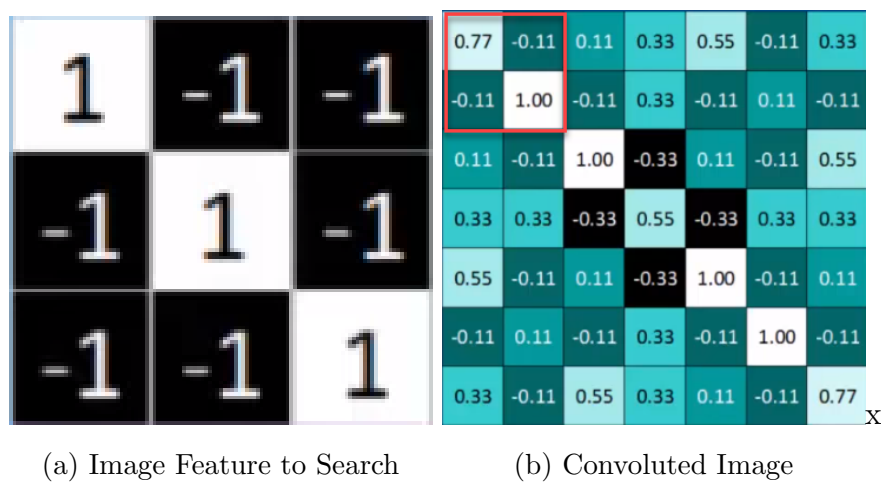 1 -1 -1
-1 1 -1
-1 -1 1
0.77 -0.11 0.11 0.33 0.55 -0.11 0.33
-0.11 1.00 -0.11 0.33 -0.11 0.11 -0.11
0.11 -0.11 1.00 -0.33 0.11 -0.11 0.55
0.33 0.33 -0.33 0.55 -0.33 0.33 0.33
0.55 -0.11 0.11 -0.33 1.00 -0.11 0.11
-0.11 0.11 -0.11 0.33 -0.11 1.00 -0.11
0.33 -0.11 0.55 0.33 0.11 -0.11 0.77
x
(a) Image Feature to Search
(b) Convoluted Image